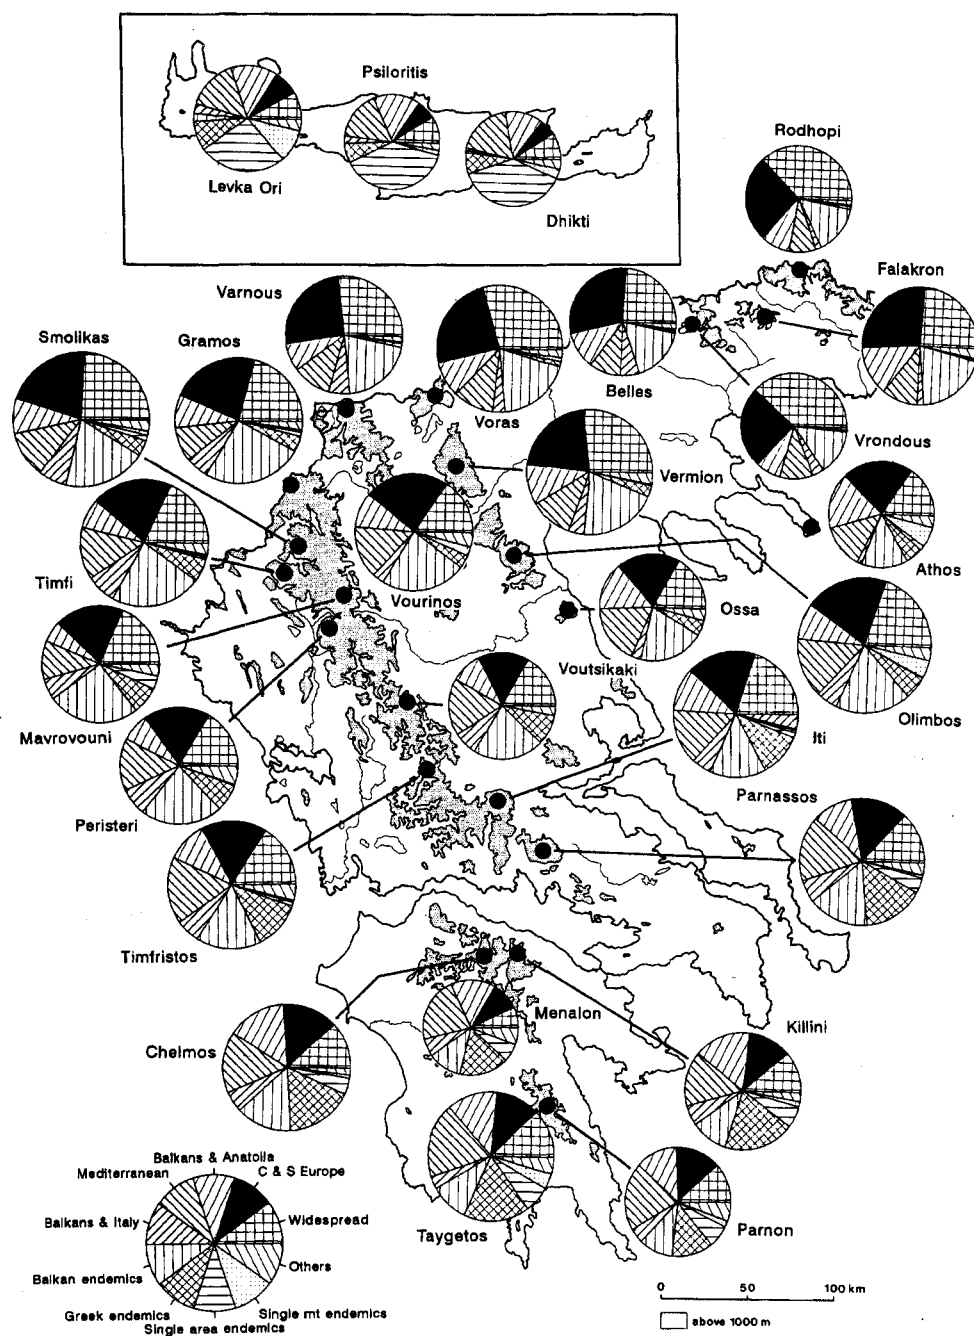 Psiloritis
Levka Ori
Dhikti
Rodhopi
Falakron
Varnous
Smolikas
Gramos
Voras
Belles
Vrondous
Vermion
Athos
Timfi
Vourinos
Ossa
Mavrovouni
Voutsikaki
Olimbos
Iti
Peristeri
Parnassos
Timfristos
Menalon
Killini
Chelmos
Taygetos
Parnon
Balkans & Anatolia
Mediterranean
C & S Europe
Balkans & Italy
Widespread
Others
Balkan endemics
Greek endemics
Single mt endemics
Single area endemics
0 100 km
above 1000 m